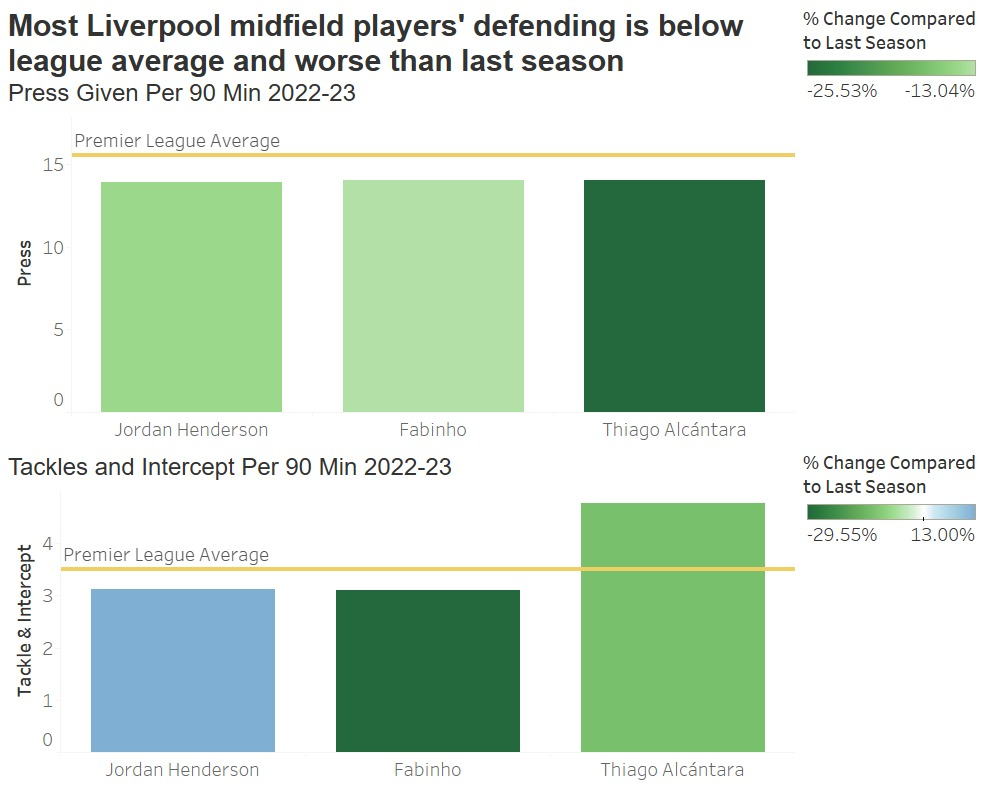 Most Liverpool midfield players' defending is below
league average and worse than last season
Press Given Per 90 Min 2022-23
% Change Compared
to Last Season
-25.53% -13.04%
Premier League Average
Press
15
10
5
0
Jordan Henderson Fabinho Thiago Alcántara
Tackles and Intercept Per 90 Min 2022-23
% Change Compared
to Last Season
-29.55% 13.00%
Premier League Average
Tackle & Intercept
4
3
2
1
0
Jordan Henderson Fabinho Thiago Alcántara